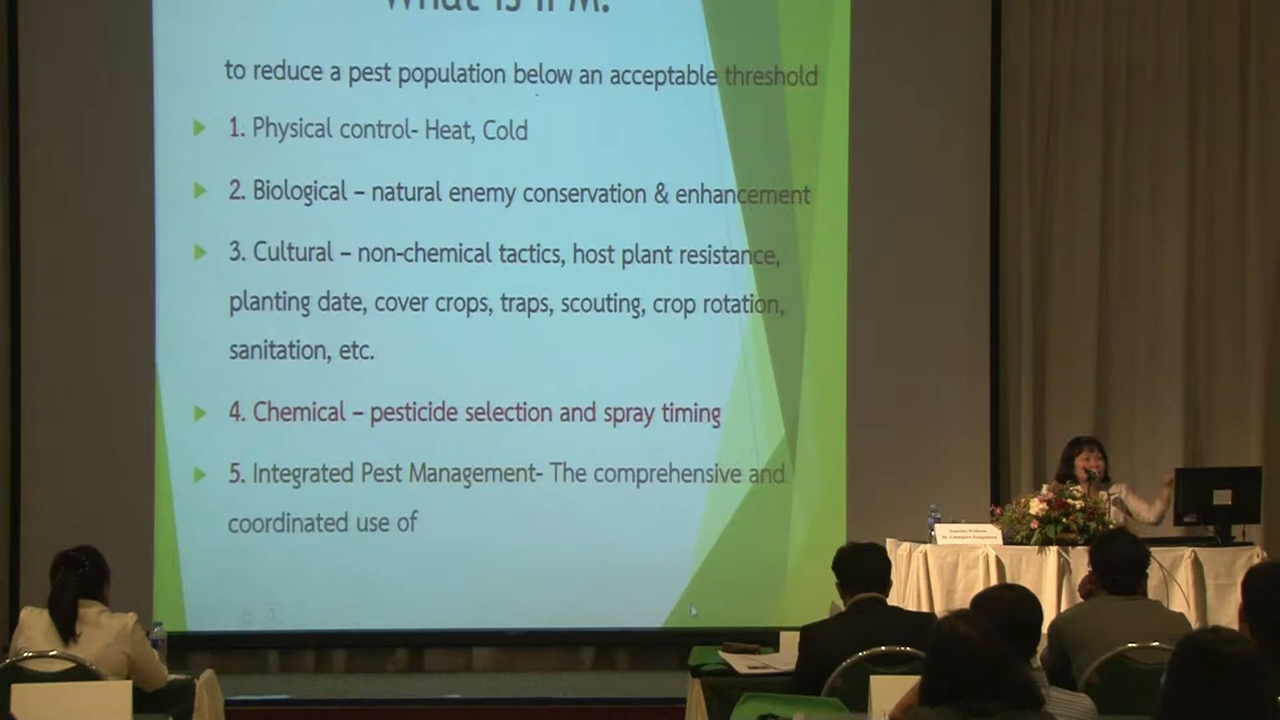 What is IPM?
to reduce a pest population below an acceptable threshold
1. Physical control- Heat, Cold
2. Biological – natural enemy conservation & enhancement
3. Cultural – non-chemical tactics, host plant resistance,
planting date, cover crops, traps, scouting, crop rotation,
sanitation, etc.
4. Chemical – pesticide selection and spray timing
5. Integrated Pest Management- The comprehensive and
coordinated use of